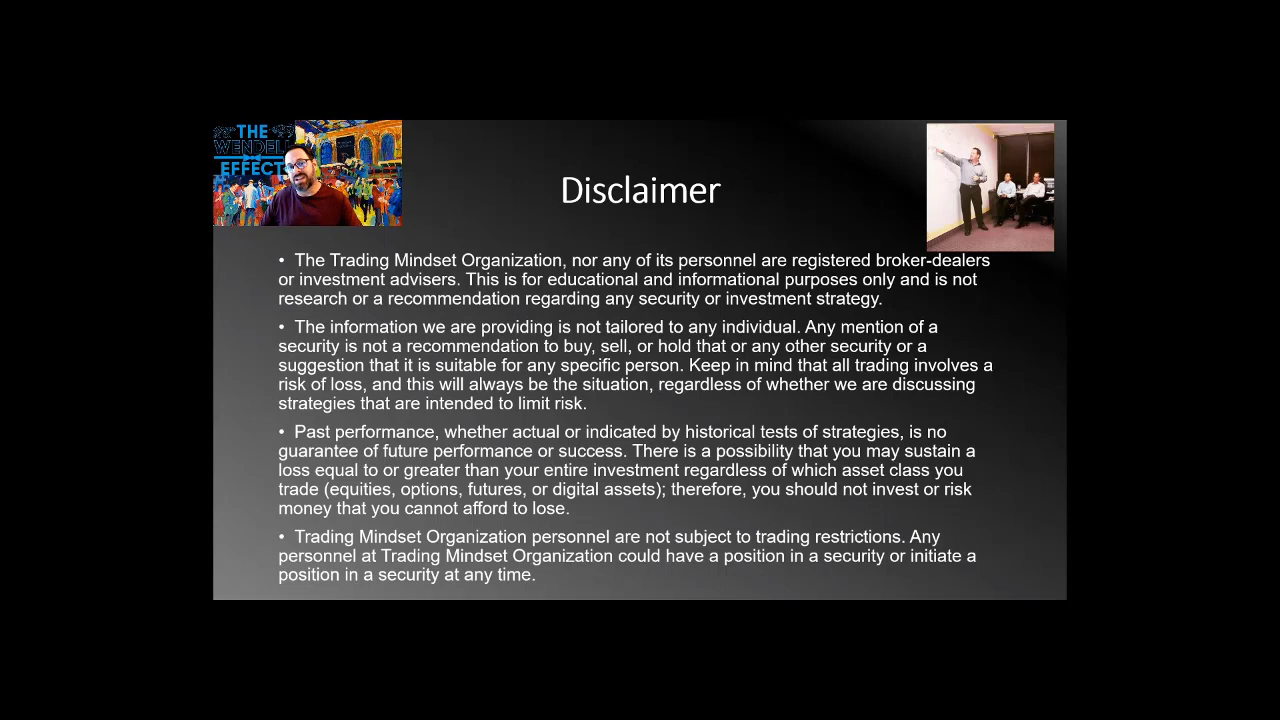 THE
WENDELL
EFFECT
Disclaimer
• The Trading Mindset Organization, nor any of its personnel are registered broker-dealers
or investment advisers. This is for educational and informational purposes only and is not
research or a recommendation regarding any security or investment strategy.
• The information we are providing is not tailored to any individual. Any mention of a
security is not a recommendation to buy, sell, or hold that or any other security or a
suggestion that it is suitable for any specific person. Keep in mind that all trading involves a
risk of loss, and this will always be the situation, regardless of whether we are discussing
strategies that are intended to limit risk.
• Past performance, whether actual or indicated by historical tests of strategies, is no
guarantee of future performance or success. There is a possibility that you may sustain a
loss equal to or greater than your entire investment regardless of which asset class you
trade (equities, options, futures, or digital assets); therefore, you should not invest or risk
money that you cannot afford to lose.
• Trading Mindset Organization personnel are not subject to trading restrictions. Any
personnel at Trading Mindset Organization could have a position in a security or initiate a
position in a security at any time.